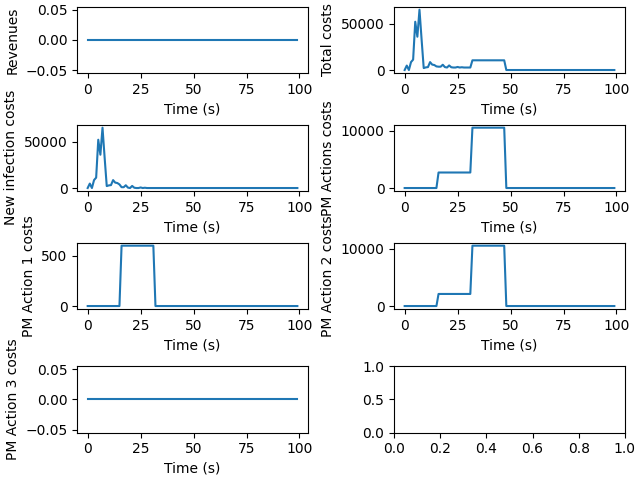 Revenues
0.05
0.00
−0.05
0 25 50 75 100
Time (s)
Total costs
50000
0
0 25 50 75 100
Time (s)
New infection costs
50000
0
0 25 50 75 100
Time (s)
PM Actions costs
10000
0
0 25 50 75 100
Time (s)
PM Action 1 costs
500
0
0 25 50 75 100
Time (s)
PM Action 2 costs
10000
0
0 25 50 75 100
Time (s)
PM Action 3 costs
0.05
0.00
−0.05
0 25 50 75 100
Time (s)
1.0
0.5
0.0
0.0 0.2 0.4 0.6 0.8 1.0